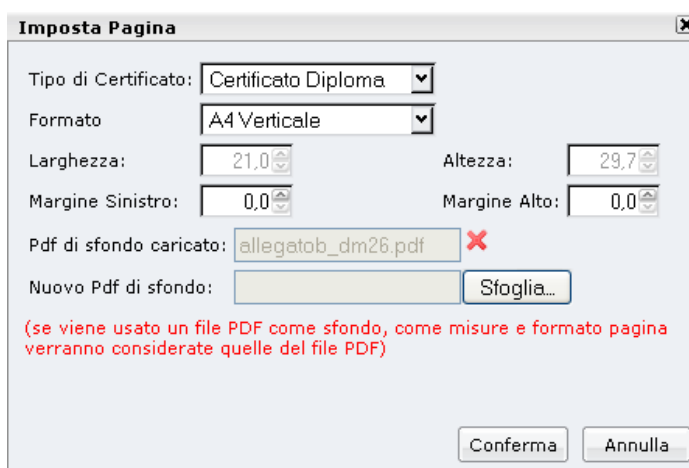 Imposta Pagina
Tipo di Certificato: Certificato Diploma
Formato A4 Verticale
Larghezza: 21,0 Altezza: 29,7
Margine Sinistro: 0,0 Margine Alto: 0,0
Pdf di sfondo caricato: allegatob_dm26.pdf
Nuovo Pdf di sfondo: Sfoglia...
(se viene usato un file PDF come sfondo, come misure e formato pagina
verranno considerate quelle del file PDF)
Conferma Annulla